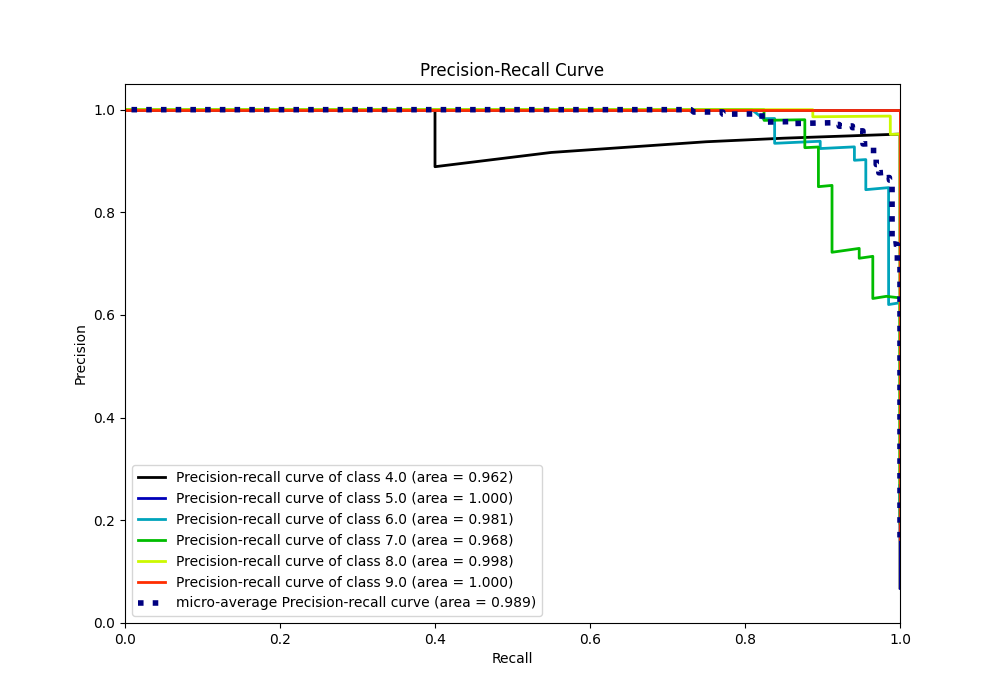 Precision-Recall Curve
1.0
0.8
0.6
0.4
0.2
0.0
Precision
Precision-recall curve of class 4.0 (area = 0.962)
Precision-recall curve of class 5.0 (area = 1.000)
Precision-recall curve of class 6.0 (area = 0.981)
Precision-recall curve of class 7.0 (area = 0.968)
Precision-recall curve of class 8.0 (area = 0.998)
Precision-recall curve of class 9.0 (area = 1.000)
micro-average Precision-recall curve (area = 0.989)
0.0 0.2 0.4 0.6 0.8 1.0
Recall